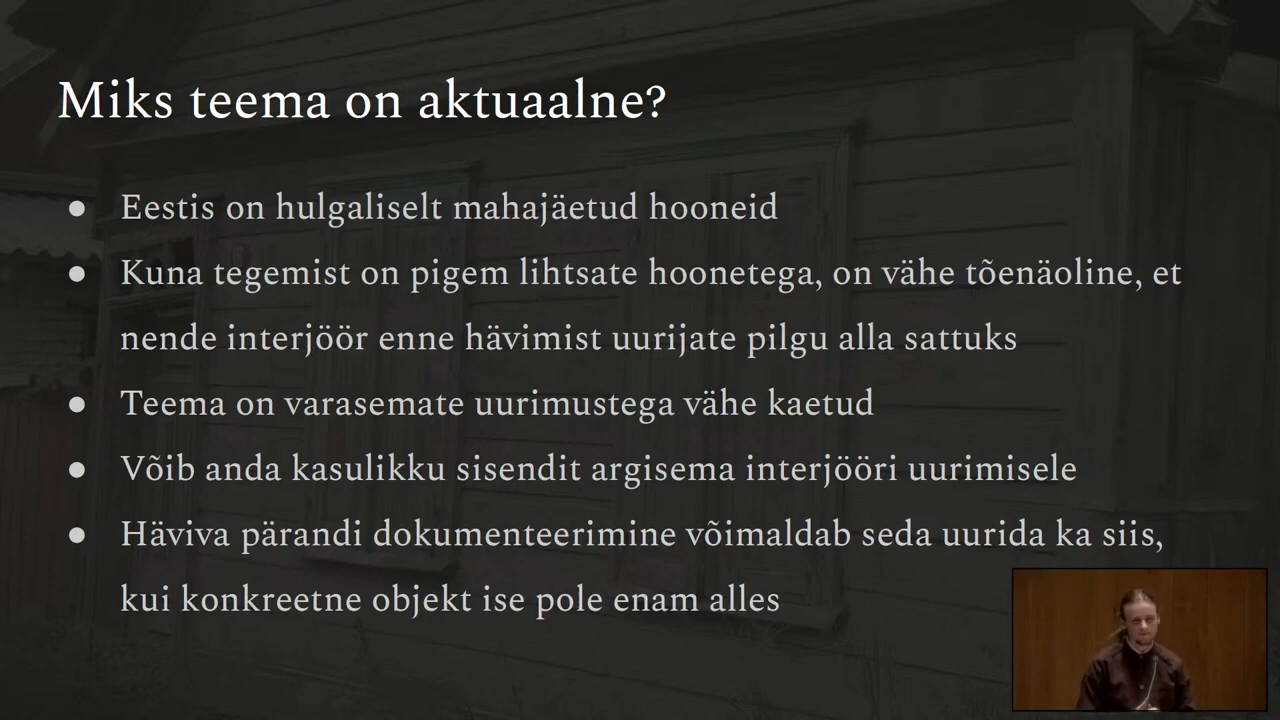 Miks teema on aktuaalne?
● Eestis on hulgaliselt mahajäetud hooneid
● Kuna tegemist on pigem lihtsate hoonetega, on vähe tõenäoline, et
nende interjöör enne hävimist uurijate pilgu alla sattuks
● Teema on varasemate uurimustega vähe kaetud
● Võib anda kasulikku sisendit argisema interjööri uurimisele
● Häviva pärandi dokumenteerimine võimaldab seda uurida ka siis,
kui konkreetne objekt ise pole enam alles